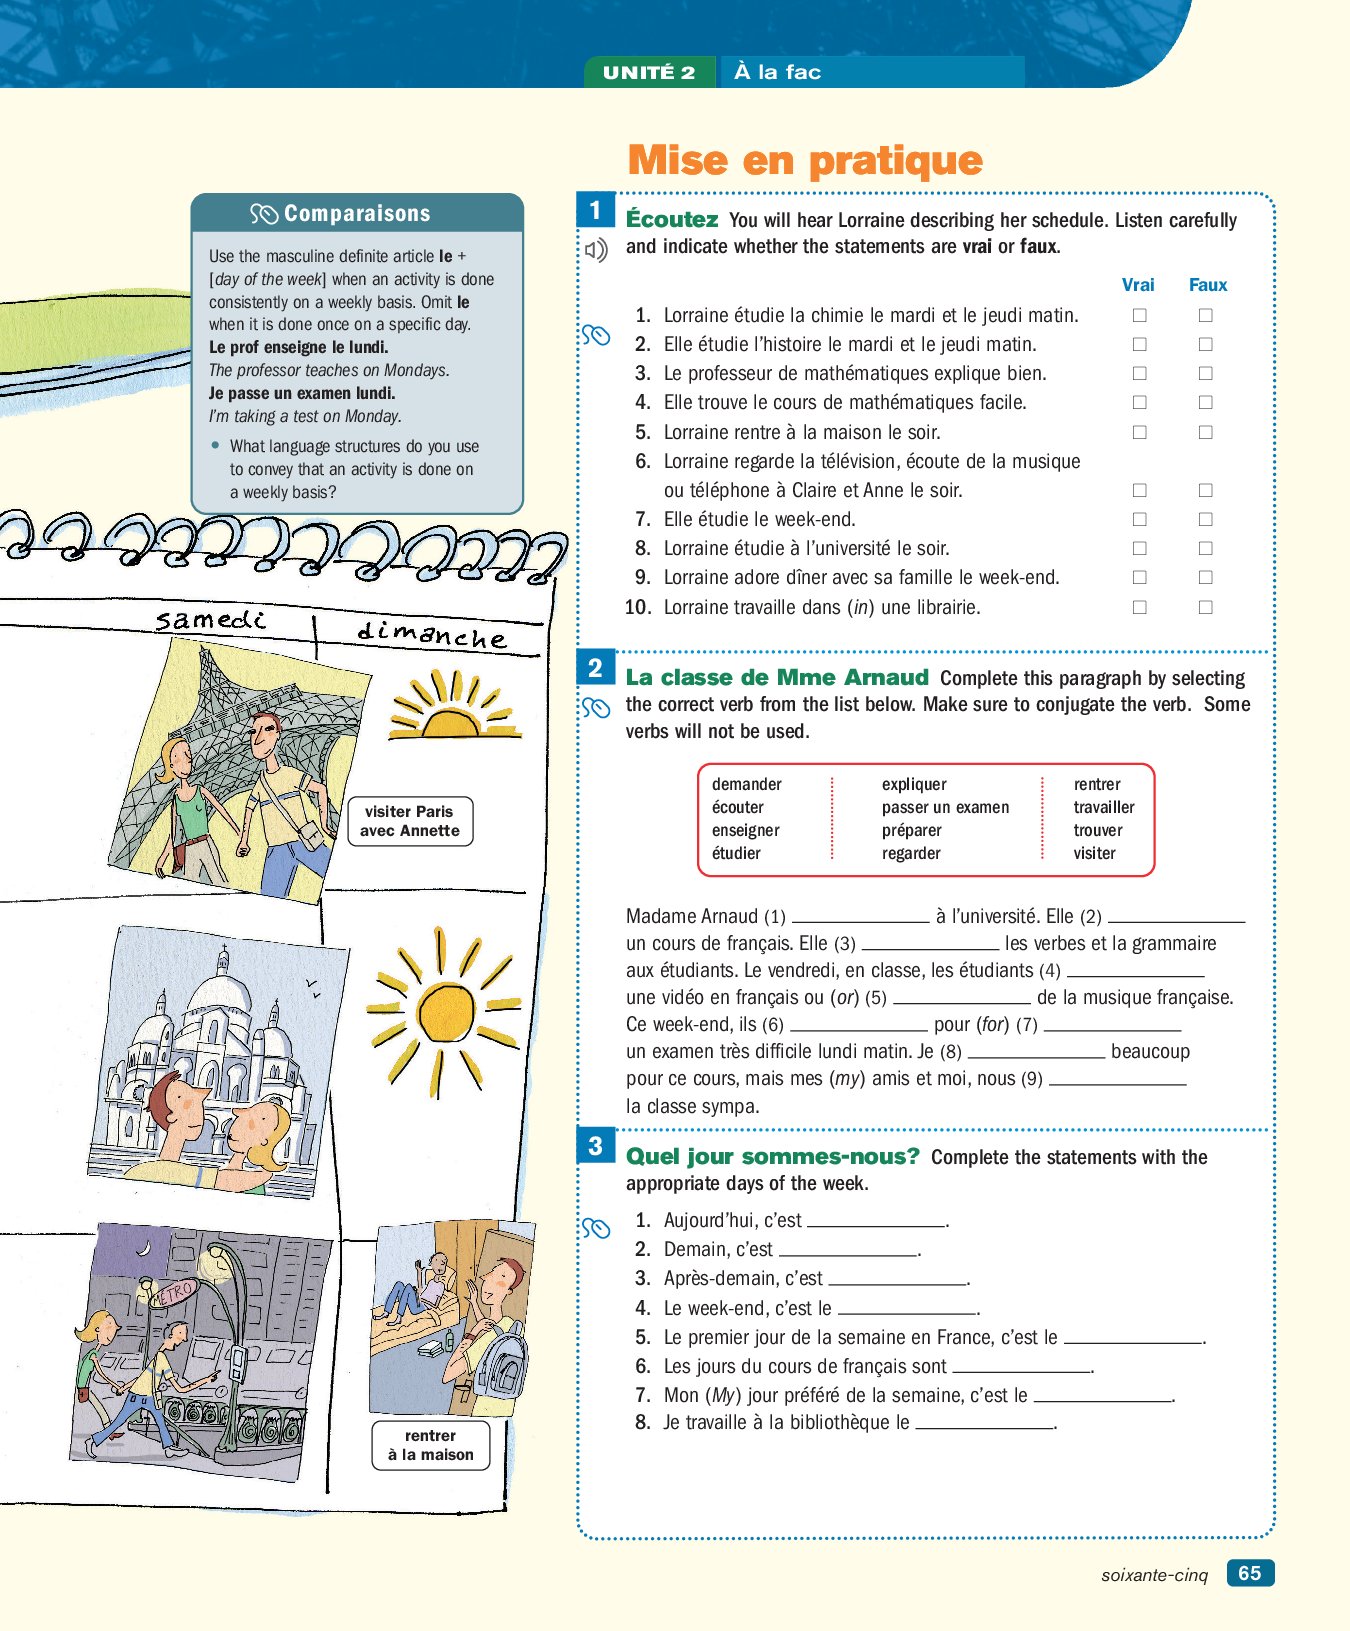 UNITÉ 2 À la fac
Comparaisons
Use the masculine definite article le +
[day of the week] when an activity is done
consistently on a weekly basis. Omit le
when it is done once on a specific day.
Le prof enseigne le lundi.
The professor teaches on Mondays.
Je passe un examen lundi.
I'm taking a test on Monday.
• What language structures do you use
to convey that an activity is done on
a weekly basis?
samedi dimanche
visiter Paris
avec Annette
MÉTRO
rentrer
à la maison
Mise en pratique
1 Écoutez You will hear Lorraine describing her schedule. Listen carefully
and indicate whether the statements are vrai or faux.
Vrai Faux
1. Lorraine étudie la chimie le mardi et le jeudi matin. □ □
2. Elle étudie l'histoire le mardi et le jeudi matin. □ □
3. Le professeur de mathématiques explique bien. □ □
4. Elle trouve le cours de mathématiques facile. □ □
5. Lorraine rentre à la maison le soir. □ □
6. Lorraine regarde la télévision, écoute de la musique
ou téléphone à Claire et Anne le soir. □ □
7. Elle étudie le week-end. □ □
8. Lorraine étudie à l'université le soir. □ □
9. Lorraine adore dîner avec sa famille le week-end. □ □
10. Lorraine travaille dans (in) une librairie. □ □
2 La classe de Mme Arnaud Complete this paragraph by selecting
the correct verb from the list below. Make sure to conjugate the verb. Some
verbs will not be used.
demander expliquer rentrer
écouter passer un examen travailler
enseigner préparer trouver
étudier regarder visiter
Madame Arnaud (1) ______________ à l'université. Elle (2) ______________
un cours de français. Elle (3) ______________ les verbes et la grammaire
aux étudiants. Le vendredi, en classe, les étudiants (4) ______________
une vidéo en français ou (or) (5) ______________ de la musique française.
Ce week-end, ils (6) ______________ pour (for) (7) ______________
un examen très difficile lundi matin. Je (8) ______________ beaucoup
pour ce cours, mais mes (my) amis et moi, nous (9) ______________
la classe sympa.
3 Quel jour sommes-nous? Complete the statements with the
appropriate days of the week.
1. Aujourd'hui, c'est ______________.
2. Demain, c'est ______________.
3. Après-demain, c'est ______________.
4. Le week-end, c'est le ______________.
5. Le premier jour de la semaine en France, c'est le ______________.
6. Les jours du cours de français sont ______________.
7. Mon (My) jour préféré de la semaine, c'est le ______________.
8. Je travaille à la bibliothèque le ______________.
soixante-cinq 65